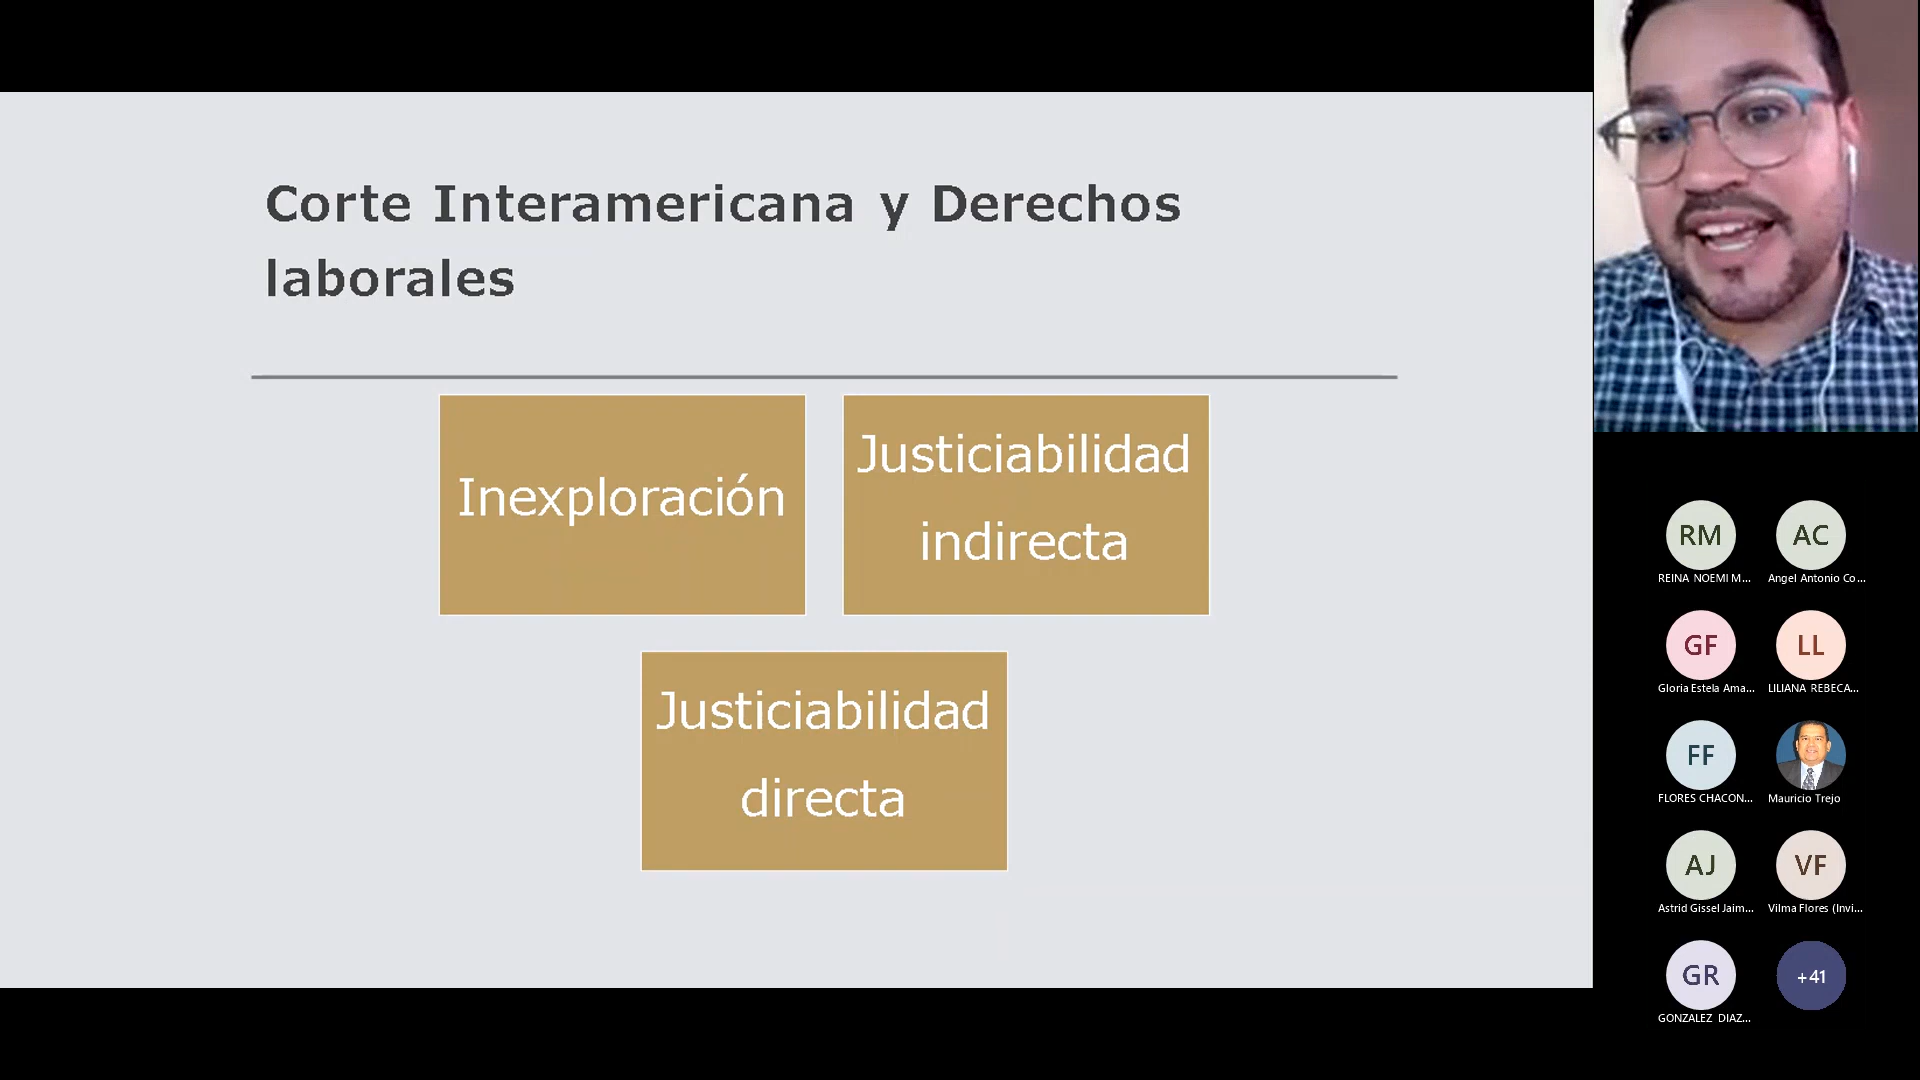 Corte Interamericana y Derechos
laborales
Inexploración
Justiciabilidad
indirecta
Justiciabilidad
directa
RM
AC
REINA NOEMI M...
Angel Antonio Co...
GF
LL
Gloria Estela Ama...
LILIANA REBECA...
FF
FLORES CHACON...
Mauricio Trejo
AJ
VF
Astrid Gissel Jaim...
Vilma Flores (Invi...
GR
+41
GONZALEZ DIAZ...